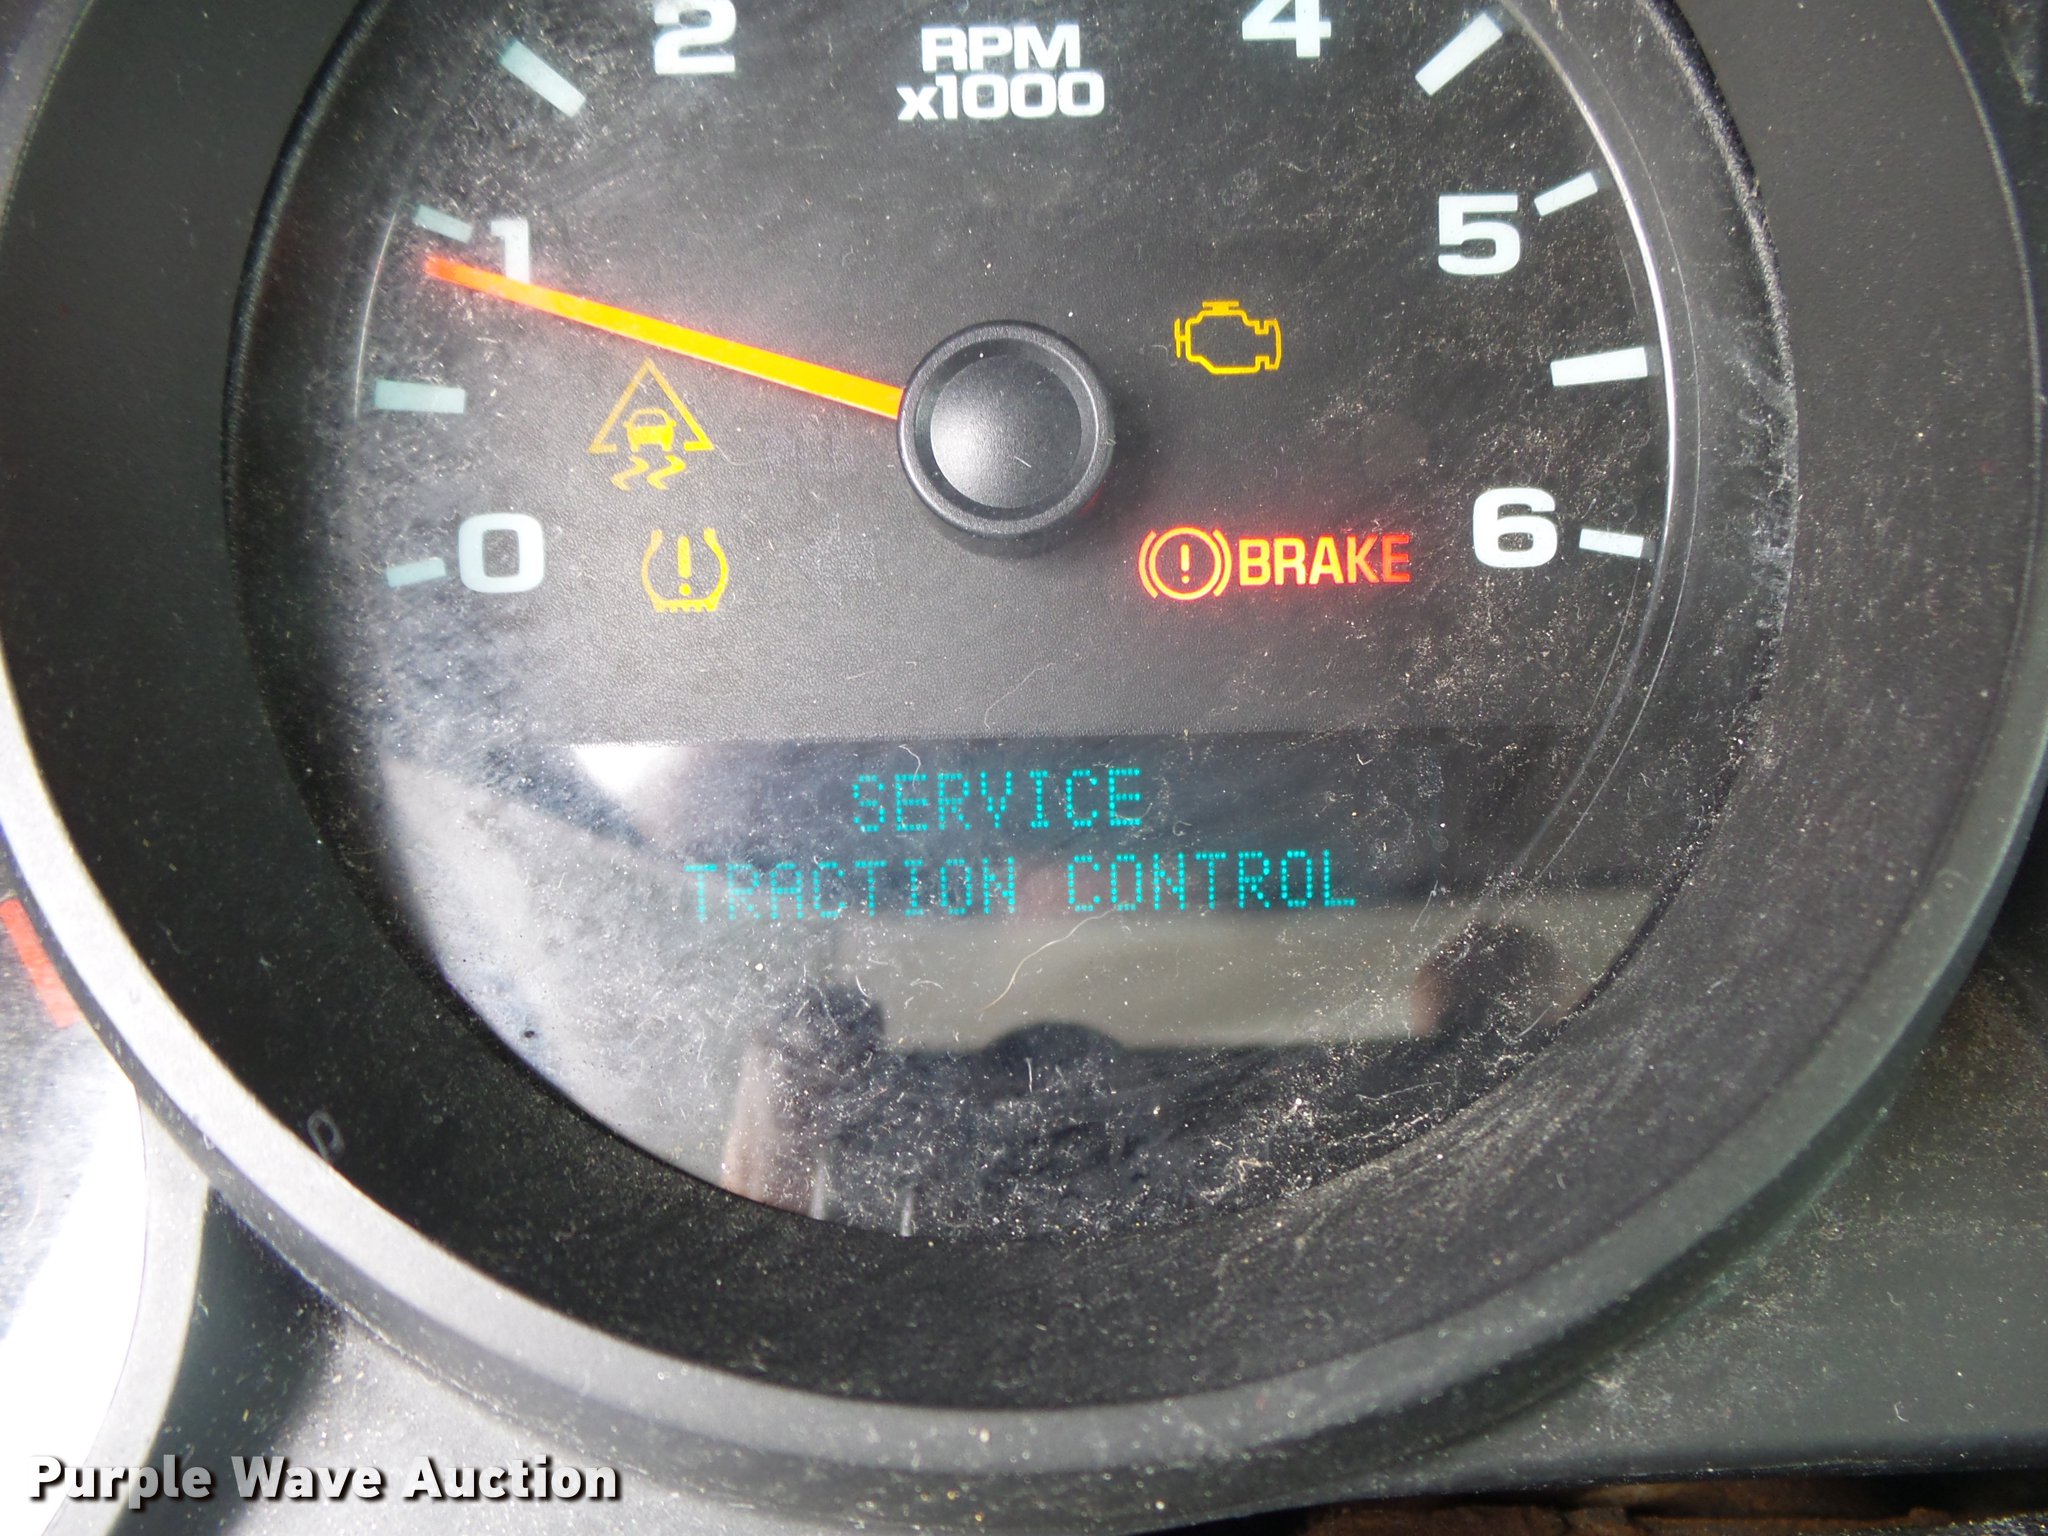 2
RPM
x1000
4
1
5
0
BRAKE
6
SERVICE
TRACTION CONTROL
Purple Wave Auction